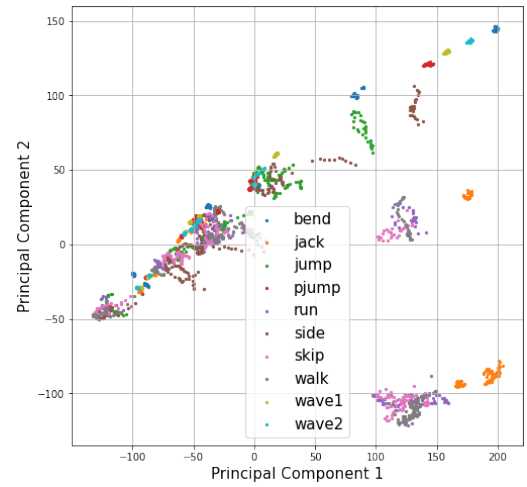 Principal Component 2
150
100
50
0
−50
−100
bend
jack
jump
pjump
run
side
skip
walk
wave1
wave2
−100
−50
0
50
100
150
200
Principal Component 1